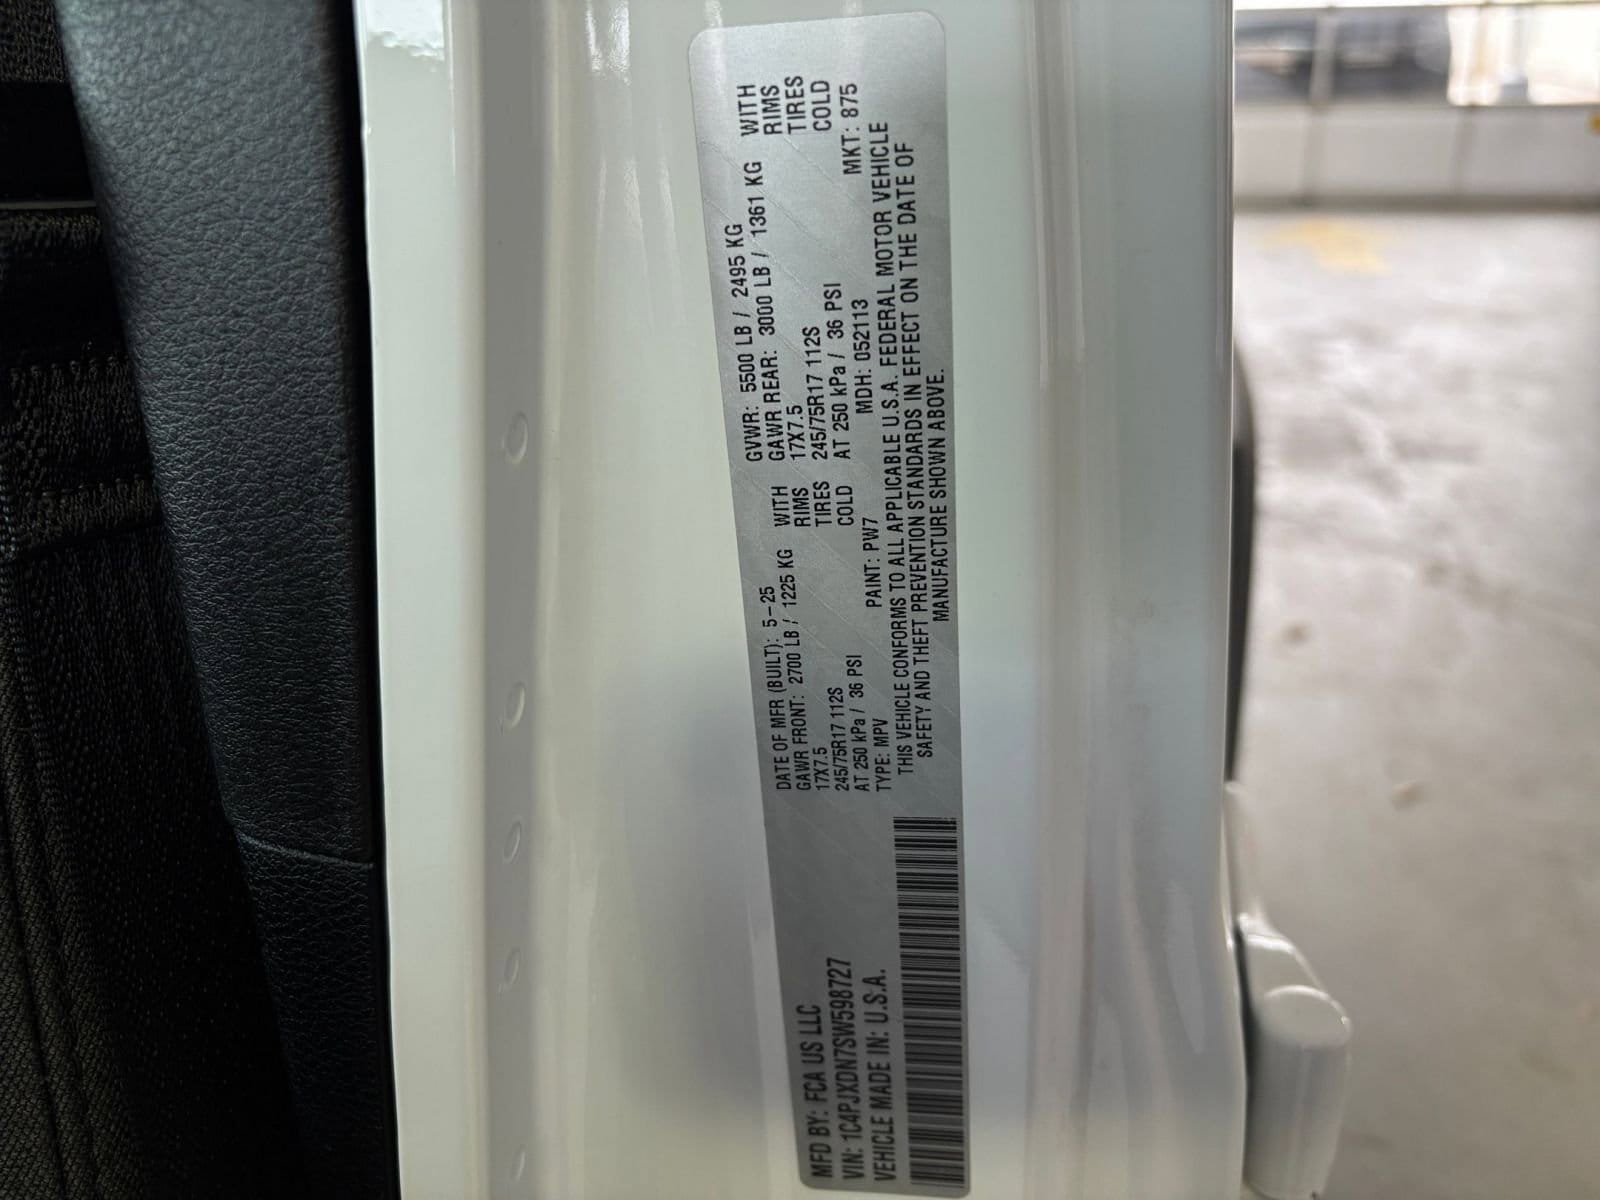 MFD BY: FCA US LLC
VIN: 1C4PJXDN7SW598727
VEHICLE MADE IN: U.S.A.
DATE OF MFR (BUILT): 5-25 GVWR: 5500 LB / 2495 KG
GAWR FRONT: 2700 LB / 1225 KG WITH GAWR REAR: 3000 LB / 1361 KG WITH
17X7.5 RIMS 17X7.5 RIMS
245/75R17 112S TIRES 245/75R17 112S TIRES
AT 250 kPa / 36 PSI COLD AT 250 kPa / 36 PSI COLD
TYPE: MPV PAINT: PW7 MDH: 052113 MKT: 875
THIS VEHICLE CONFORMS TO ALL APPLICABLE U.S.A. FEDERAL MOTOR VEHICLE
SAFETY AND THEFT PREVENTION STANDARDS IN EFFECT ON THE DATE OF
MANUFACTURE SHOWN ABOVE.